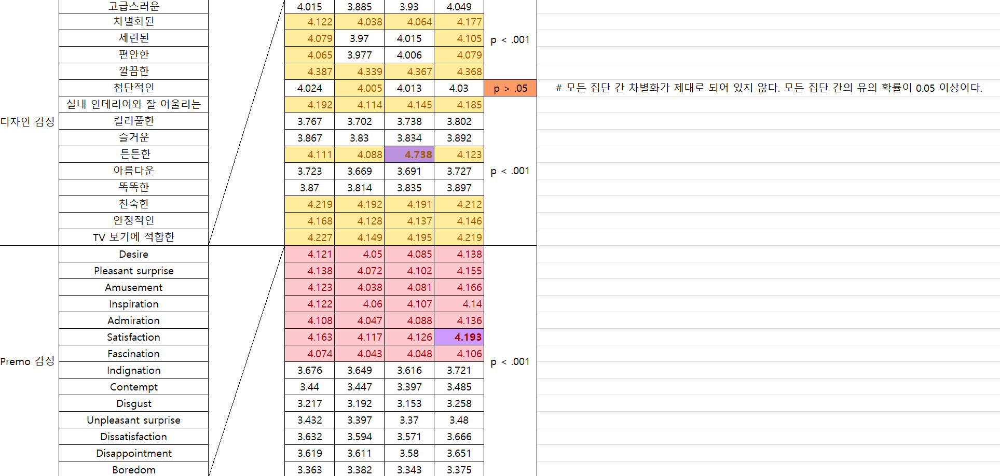 고급스러운 4.015 3.885 3.93 4.049
차별화된 4.122 4.038 4.064 4.177
세련된 4.079 3.97 4.015 4.105 p < .001
편안한 4.065 3.977 4.006 4.079
깔끔한 4.387 4.339 4.367 4.368
첨단적인 4.024 4.005 4.013 4.03 p > .05 # 모든 집단 간 차별화가 제대로 되어 있지 않다. 모든 집단 간의 유의 확률이 0.05 이상이다.
실내 인테리어와 잘 어울리는 4.192 4.114 4.145 4.185
디자인 감성 컬러풀한 3.767 3.702 3.738 3.802
즐거운 3.867 3.83 3.834 3.892
튼튼한 4.111 4.088 4.738 4.123
아름다운 3.723 3.669 3.691 3.727 p < .001
똑똑한 3.87 3.814 3.835 3.897
친숙한 4.219 4.192 4.191 4.212
안정적인 4.168 4.128 4.137 4.146
TV 보기에 적합한 4.227 4.149 4.195 4.219
Desire 4.121 4.05 4.085 4.138
Pleasant surprise 4.138 4.072 4.102 4.155
Amusement 4.123 4.038 4.081 4.166
Inspiration 4.122 4.06 4.107 4.14
Admiration 4.108 4.047 4.088 4.136
Satisfaction 4.163 4.117 4.126 4.193
Fascination 4.074 4.043 4.048 4.106
Premo 감성 p < .001
Indignation 3.676 3.649 3.616 3.721
Contempt 3.44 3.447 3.397 3.485
Disgust 3.217 3.192 3.153 3.258
Unpleasant surprise 3.432 3.397 3.37 3.48
Dissatisfaction 3.632 3.594 3.571 3.666
Disappointment 3.619 3.611 3.58 3.651
Boredom 3.363 3.382 3.343 3.375